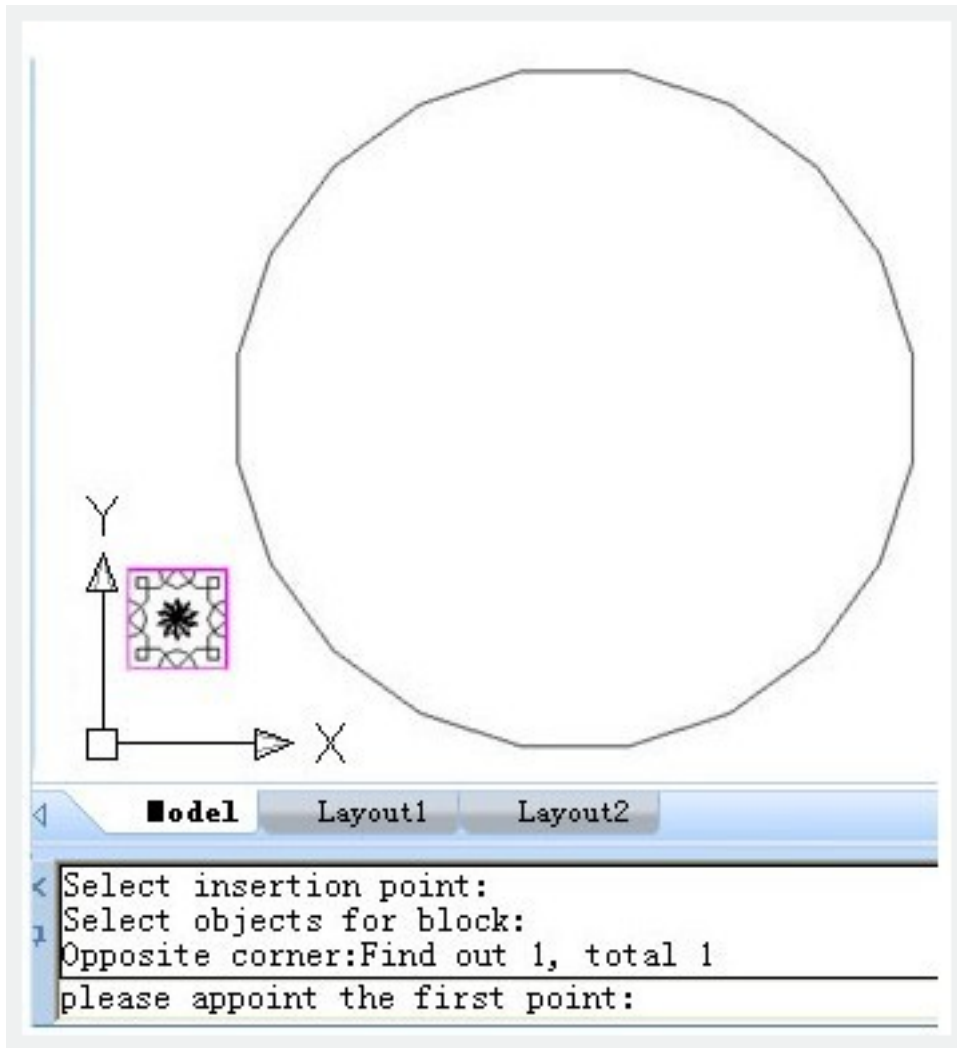 Y
X
Model Layout1 Layout2
Select insertion point:
Select objects for block:
Opposite corner:Find out 1, total 1
please appoint the first point: